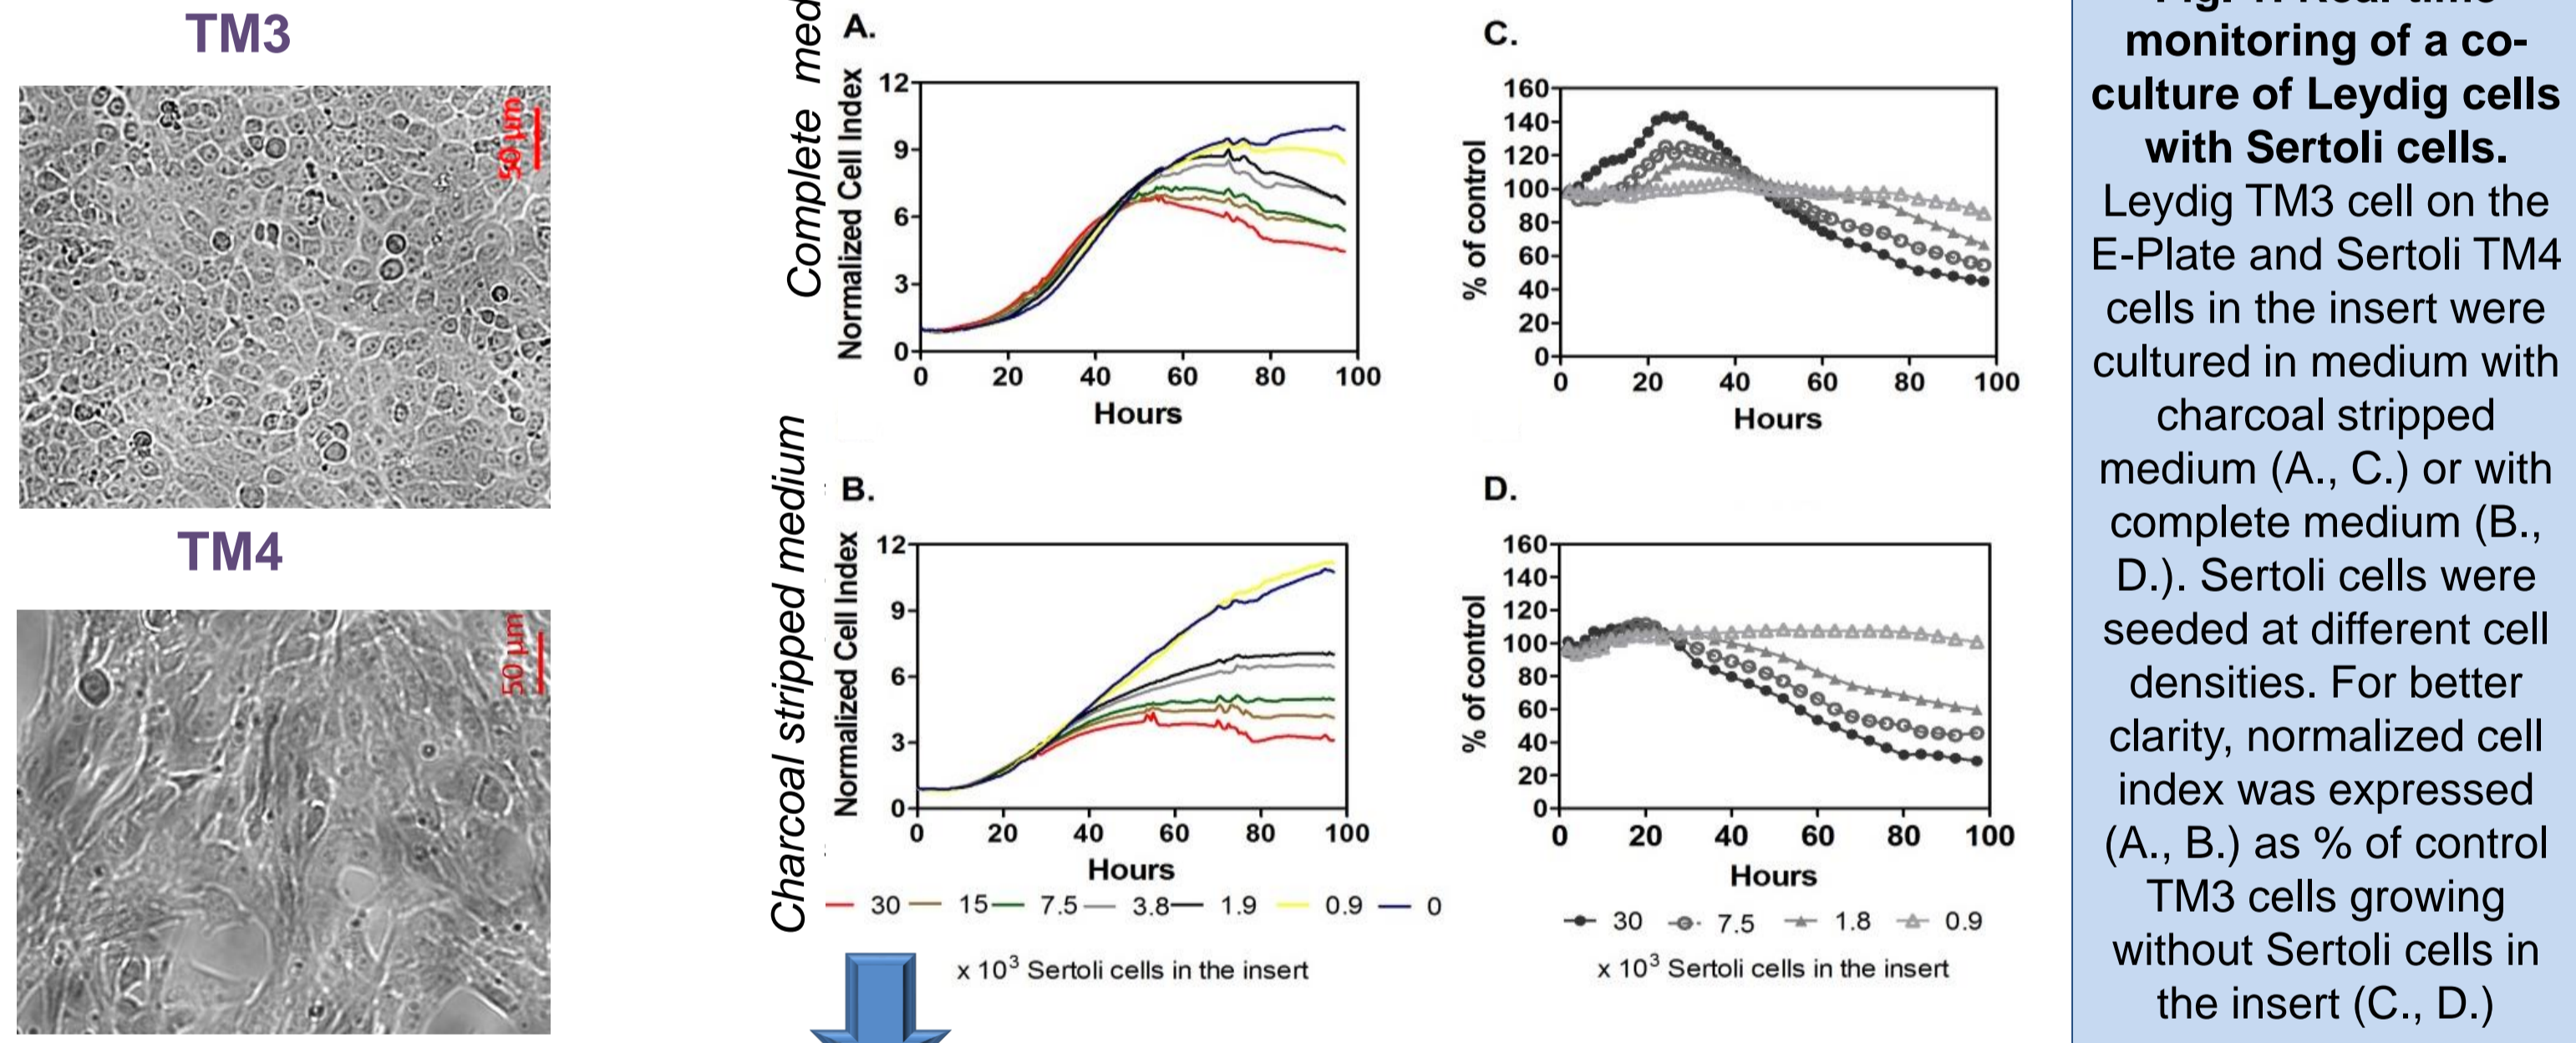 TM3
50 µm
TM4
50 µm
Complete med
Charcoal stripped medium
A.
Normalized Cell Index
12
9
6
3
0
0 20 40 60 80 100
Hours
C.
% of control
160
140
120
100
80
60
40
20
0
0 20 40 60 80 100
Hours
B.
Normalized Cell Index
12
9
6
3
0
0 20 40 60 80 100
Hours
30 15 7.5 3.8 1.9 0.9 0
x 10³ Sertoli cells in the insert
D.
% of control
160
140
120
100
80
60
40
20
0
0 20 40 60 80 100
Hours
30 7.5 1.8 0.9
x 10³ Sertoli cells in the insert
Fig. 1. Real time
monitoring of a co-
culture of Leydig cells
with Sertoli cells.
Leydig TM3 cell on the
E-Plate and Sertoli TM4
cells in the insert were
cultured in medium with
charcoal stripped
medium (A., C.) or with
complete medium (B.,
D.). Sertoli cells were
seeded at different cell
densities. For better
clarity, normalized cell
index was expressed
(A., B.) as % of control
TM3 cells growing
without Sertoli cells in
the insert (C., D.)